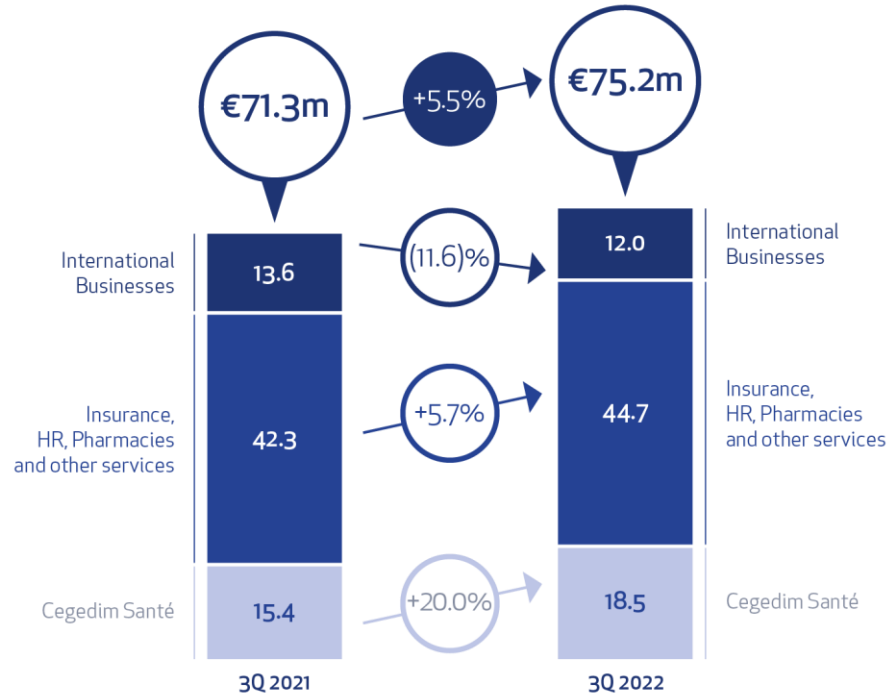 €71.3m
+5.5%
€75.2m
International
Businesses
13.6
(11.6)%
12.0
International
Businesses
Insurance,
HR, Pharmacies
and other services
42.3
+5.7%
44.7
Insurance,
HR, Pharmacies
and other services
Cegedim Santé
15.4
+20.0%
18.5
Cegedim Santé
3Q 2021
3Q 2022